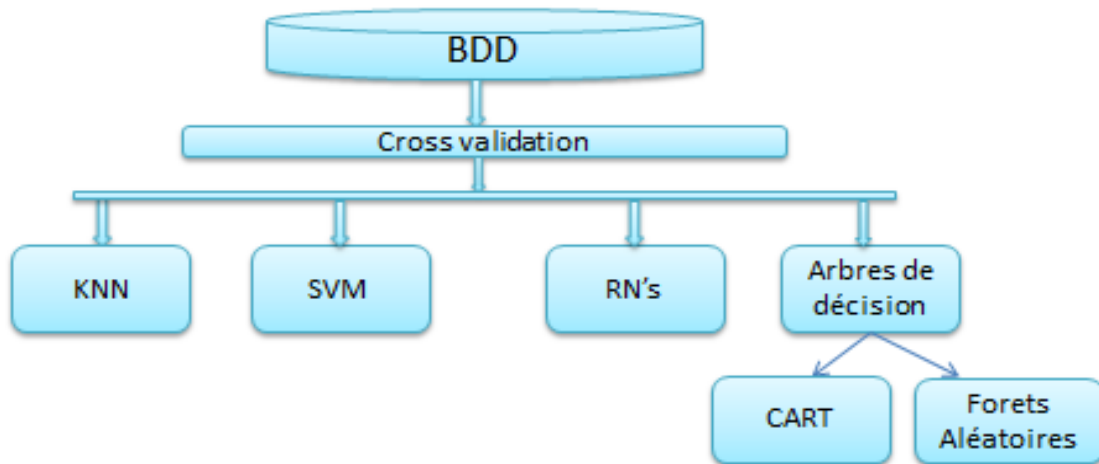 BDD
Cross validation
KNN
SVM
RN's
Arbres de
décision
CART
Forets
Aléatoires